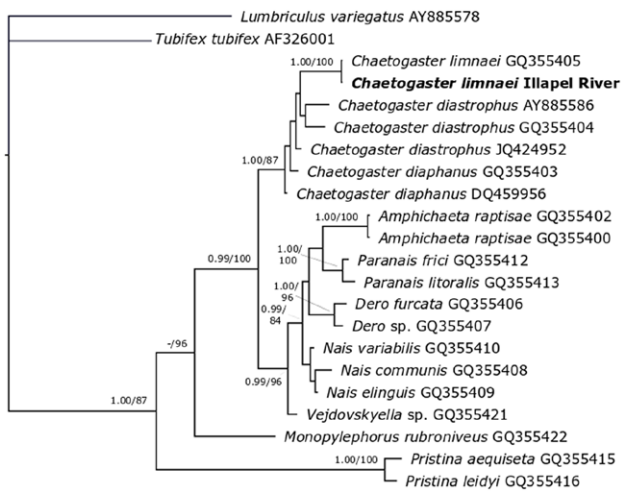 Lumbriculus variegatus AY885578
Tubifex tubifex AF326001
1.00/100
Chaetogaster limnaei GQ355405
Chaetogaster limnaei Illapel River
Chaetogaster diastrophus AY885586
Chaetogaster diastrophus GQ355404
Chaetogaster diastrophus JQ424952
1.00/87
Chaetogaster diaphanus GQ355403
Chaetogaster diaphanus DQ459956
1.00/100
Amphichaeta raptisae GQ355402
Amphichaeta raptisae GQ355400
1.00/
100
0.99/100
Paranais frici GQ355412
Paranais litoralis GQ355413
1.00/
96
Dero furcata GQ355406
0.99/
84
Dero sp. GQ355407
Nais variabilis GQ355410
-/96
Nais communis GQ355408
0.99/96
Nais elinguis GQ355409
1.00/87
Vejdovskyella sp. GQ355421
Monopylephorus rubroniveus GQ355422
1.00/100
Pristina aequiseta GQ355415
Pristina leidyi GQ355416